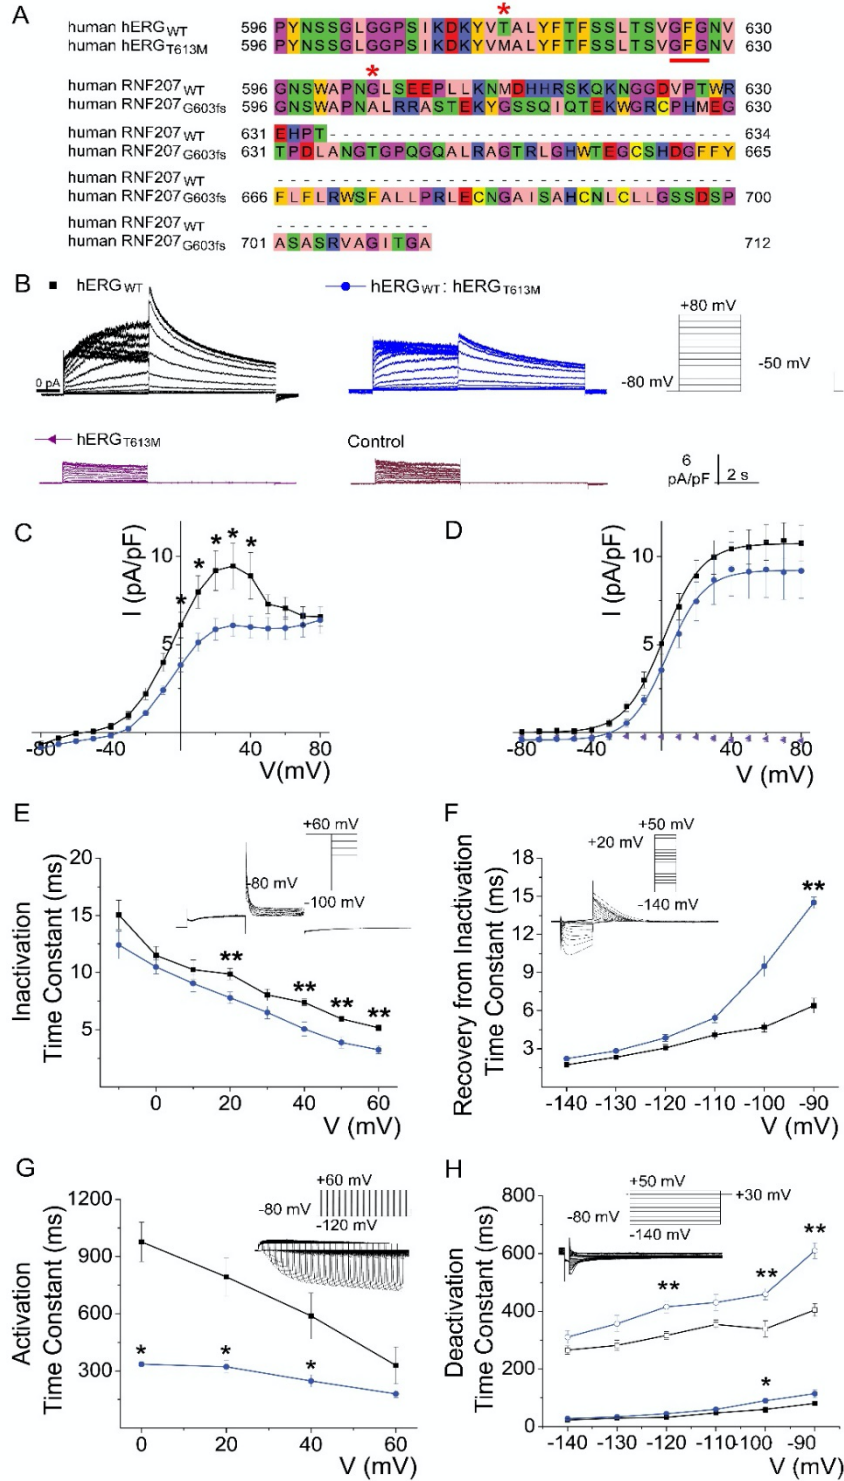 A
*
human hERGWT 596 PYNSSGLGGPSIKDKYVTALYFTFSSLTSVGFGNV 630
human hERGT613M 596 PYNSSGLGGPSIKDKYVMALYFTFSSLTSVGFGNV 630
*
human RNF207WT 596 GNSWAPNGLSEEPLLKNMDHHRSKQKNGGDVPTWR 630
human RNF207G603fs 596 GNSWAPNALRRASTEKYGSSQIQTEKWGRCPHMEG 630
human RNF207WT 631 EHPT - - - - - - - - - - - - - - - - - - - - - - - - - - - - - - - 634
human RNF207G603fs 631 TPDLANGTGPQGQALRAGTRLGHWTEGCSHDGFFY 665
human RNF207WT - - - - - - - - - - - - - - - - - - - - - - - - - - - - - - - - - - -
human RNF207G603fs 666 FLFLRWSFALLPRLECNGAISAHCNLCLLGSSDSP 700
human RNF207WT - - - - - - - - - - - -
human RNF207G603fs 701 ASASRVAGITGA 712
B hERGWT hERGWT: hERGT613M
+80 mV
-50 mV
-80 mV
0 pA
hERGT613M Control
6
pA/pF 2 s
C
I (pA/pF)
10
5
* * * * * *
-80 -40 40 80
V(mV)
D
I (pA/pF)
10
5
-80 -40 40 80
V (mV)
E
+60 mV
-80 mV
-100 mV
Inactivation
Time Constant (ms)
20
15
10
5
** ** ** **
0 20 40 60
V (mV)
F
+50 mV
+20 mV
-140 mV
Recovery from Inactivation
Time Constant (ms)
18
15
12
9
6
3
**
-140 -130 -120 -110 -100 -90
V (mV)
G
+60 mV
-80 mV
-120 mV
Activation
Time Constant (ms)
1200
900
600
300
* * *
0 20 40 60
V (mV)
H
+50 mV
+30 mV
-80 mV
-140 mV
Deactivation
Time Constant (ms)
800
600
400
200
0
** ** **
*
-140 -130 -120 -110 -100 -90
V (mV)